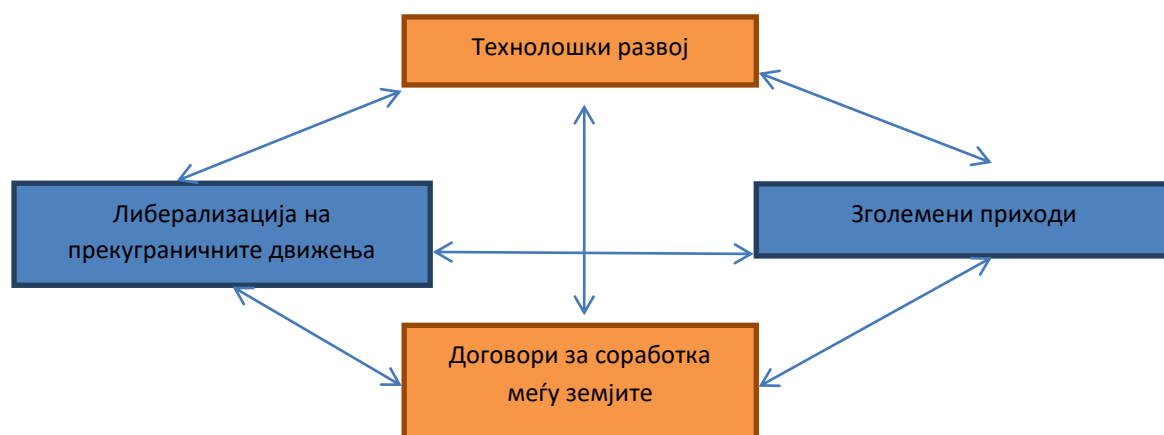 Технолошки развој
Либерализација на
прекуграничните движења
Зголемени приходи
Договори за соработка
меѓу земјите